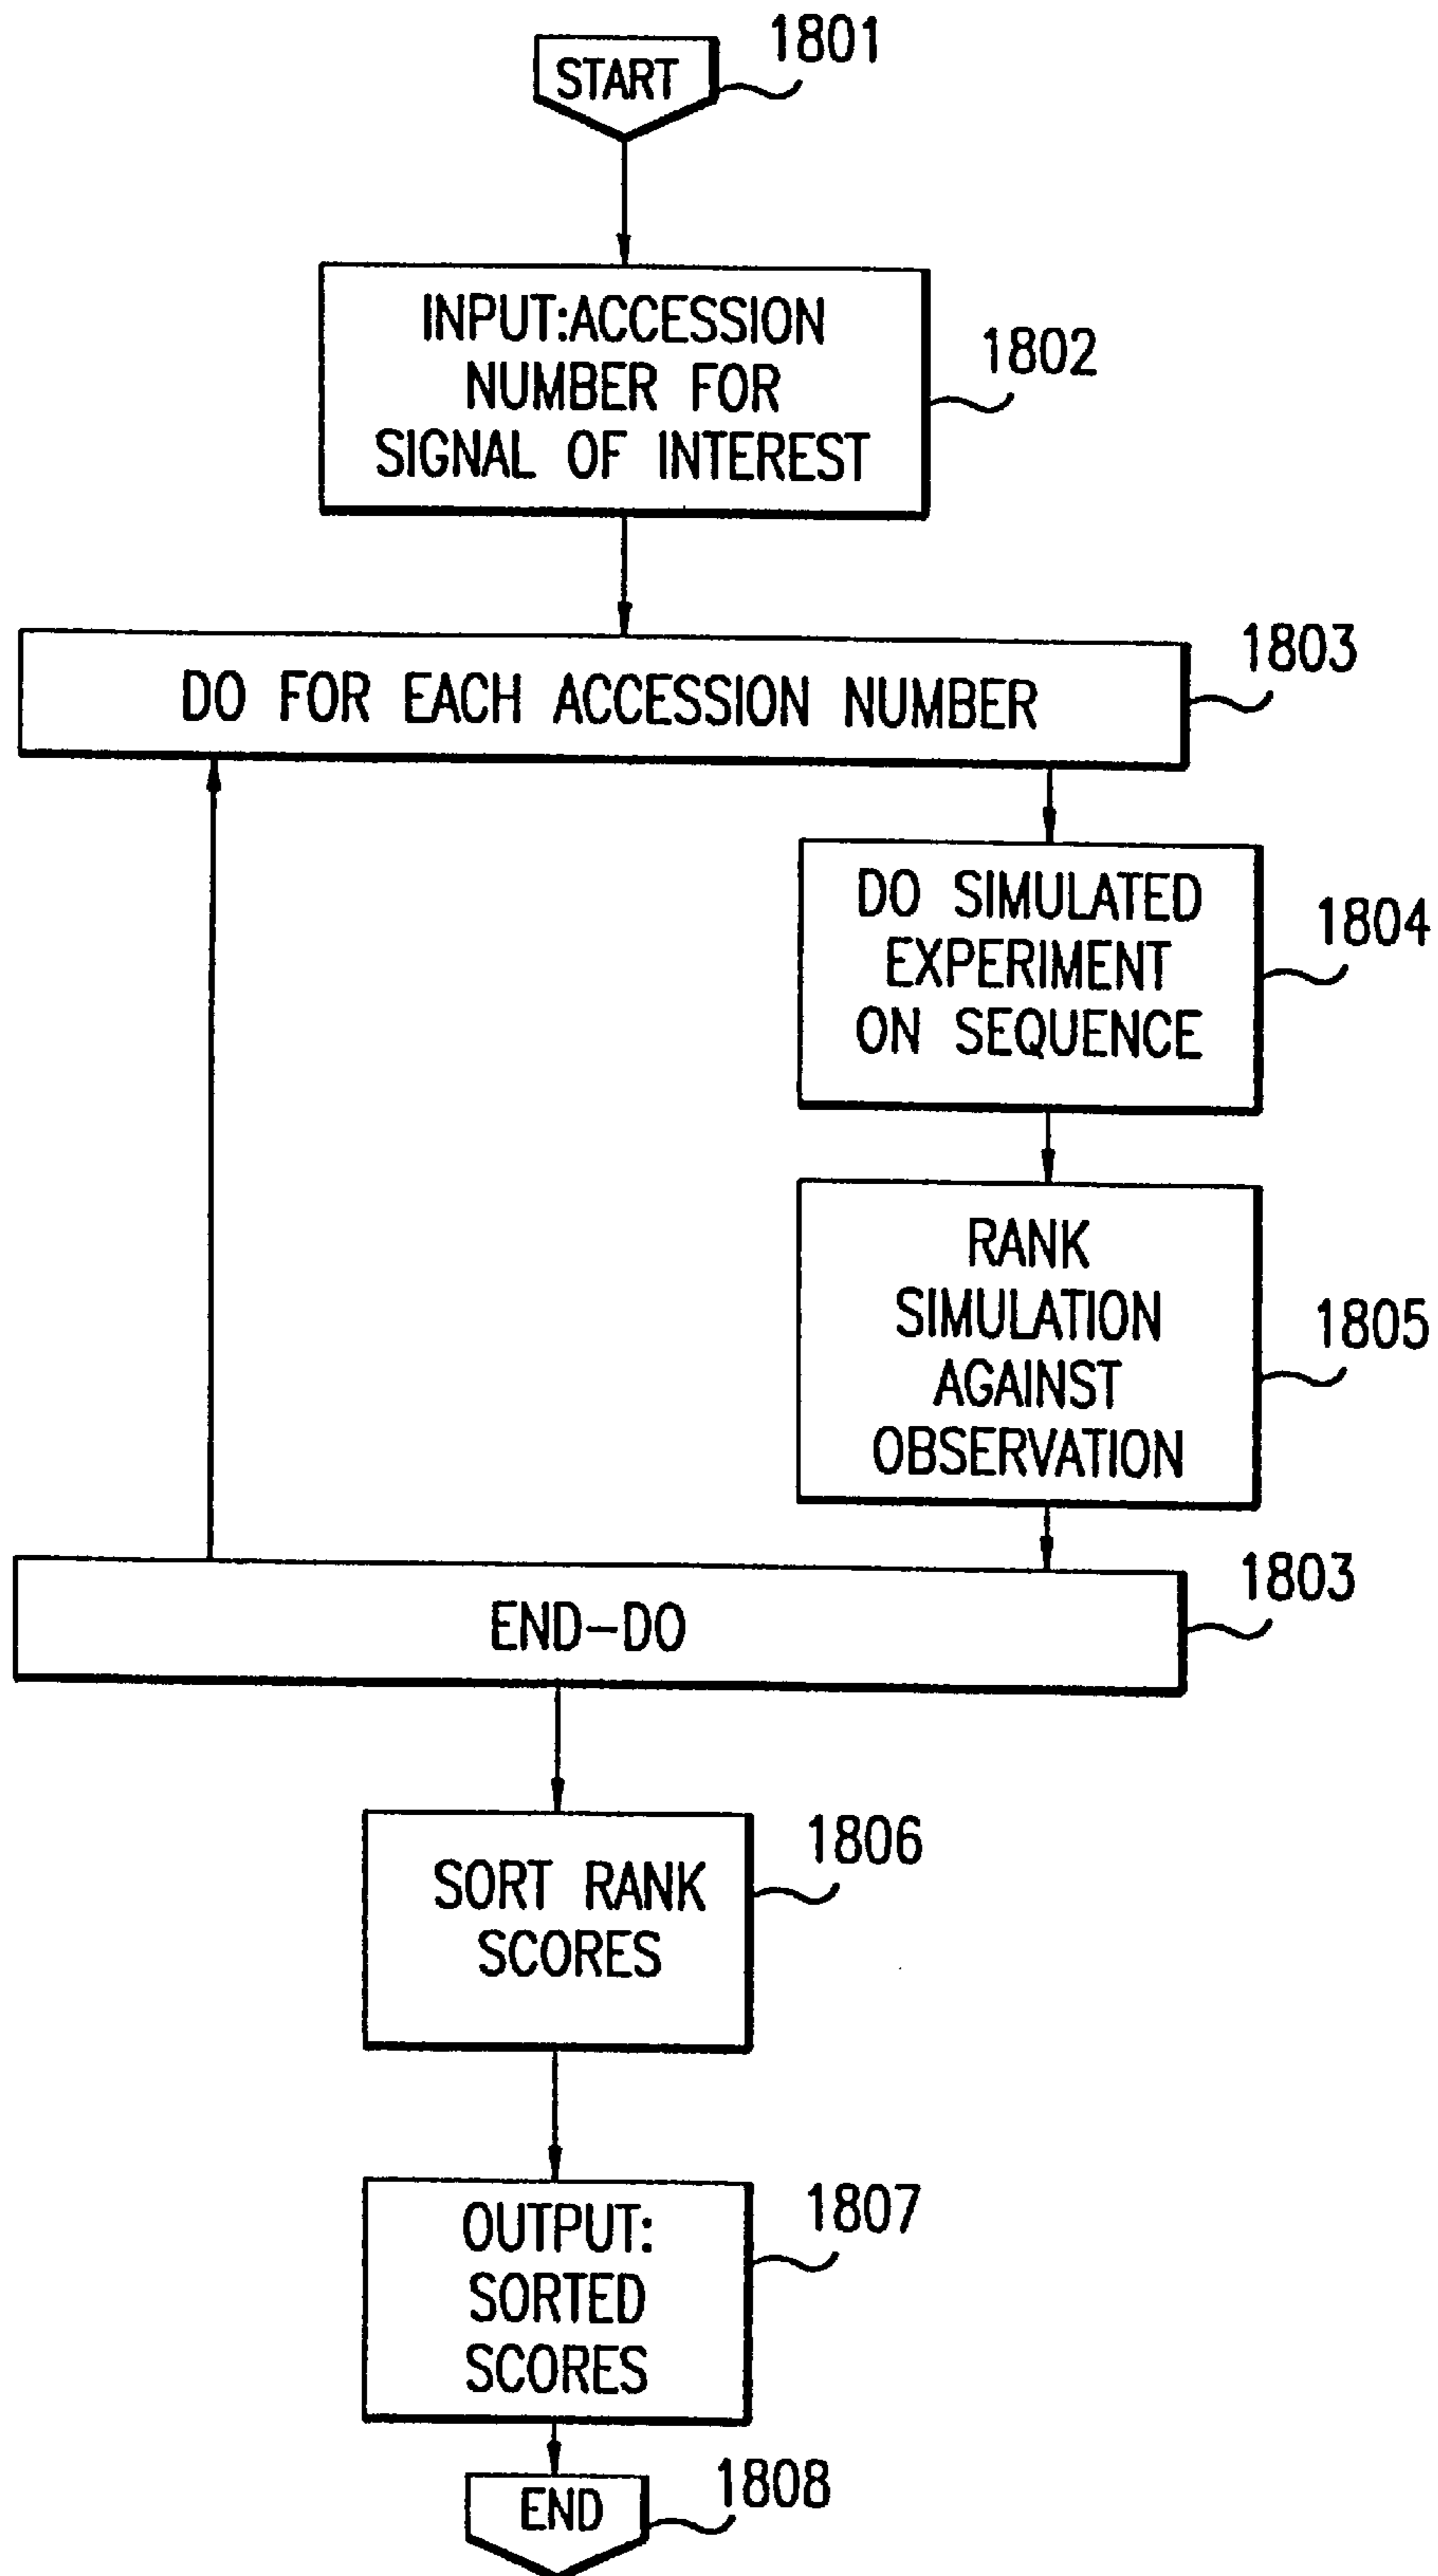 START
1801
INPUT:ACCESSION
NUMBER FOR
SIGNAL OF INTEREST
1802
DO FOR EACH ACCESSION NUMBER
1803
DO SIMULATED
EXPERIMENT
ON SEQUENCE
1804
RANK
SIMULATION
AGAINST
OBSERVATION
1805
END-DO
1803
SORT RANK
SCORES
1806
OUTPUT:
SORTED
SCORES
1807
END
1808